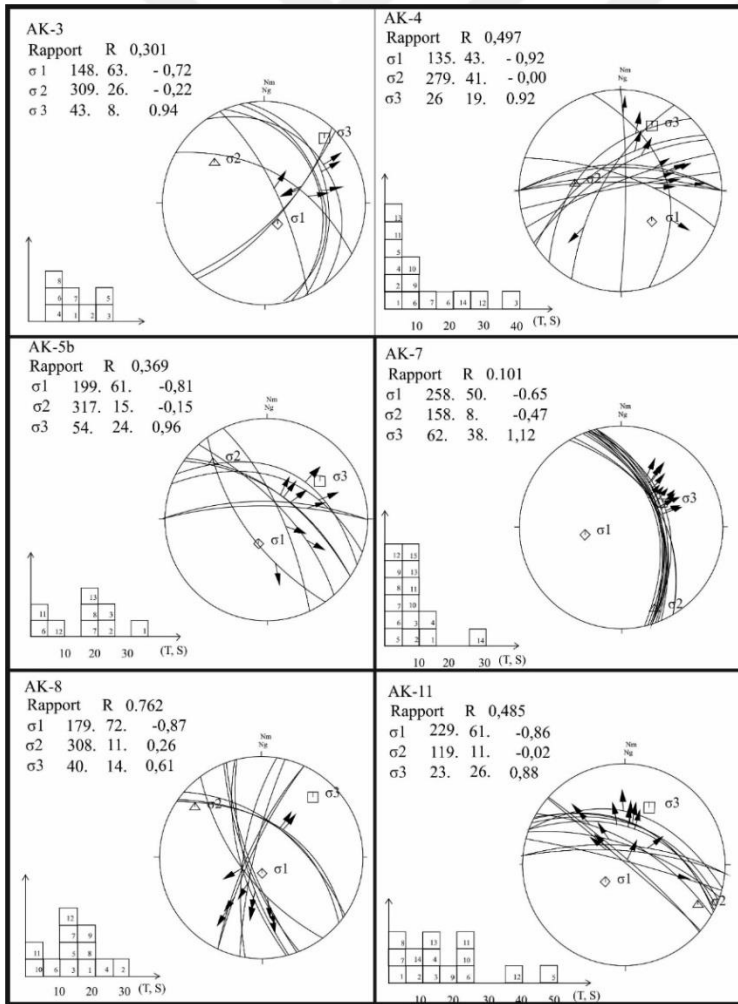 AK-3
Rapport R 0,301
σ1 148. 63. - 0,72
σ2 309. 26. - 0,22
σ3 43. 8. 0.94
Nm
Ng
σ3
σ2
σ1
8
6 7 5
4 1 2 3
AK-4
Rapport R 0,497
σ1 135. 43. - 0,92
σ2 279. 41. - 0,00
σ3 26 19. 0.92
Nm
Ng
σ3
σ2
σ1
13
11
5
4 10
2 9
1 6 7 6 14 12 3
10 20 30 40 (T, S)
AK-5b
Rapport R 0,369
σ1 199. 61. -0,81
σ2 317. 15. -0,15
σ3 54. 24. 0,96
Nm
Ng
σ2
σ3
σ1
13
11 8 3
6 12 7 2 1
10 20 30 (T, S)
AK-7
Rapport R 0.101
σ1 258. 50. -0.65
σ2 158. 8. -0,47
σ3 62. 38. 1,12
Nm
Ng
σ3
σ1
σ2
12 15
9 13
8 11
7 10
6 3 4
5 2 1 14
10 20 30 (T, S)
AK-8
Rapport R 0.762
σ1 179. 72. -0,87
σ2 308. 11. 0,26
σ3 40. 14. 0,61
Nm
Ng
σ3
σ2
σ1
12
7 9
11 5 8
10 6 3 1 4 2
10 20 30 (T, S)
AK-11
Rapport R 0,485
σ1 229. 61. -0,86
σ2 119. 11. -0,02
σ3 23. 26. 0,88
Nm
Ng
σ3
σ1
σ2
8 13 11
7 14 4 10
1 2 3 9 6 12 5
10 20 30 40 50 (T, S)